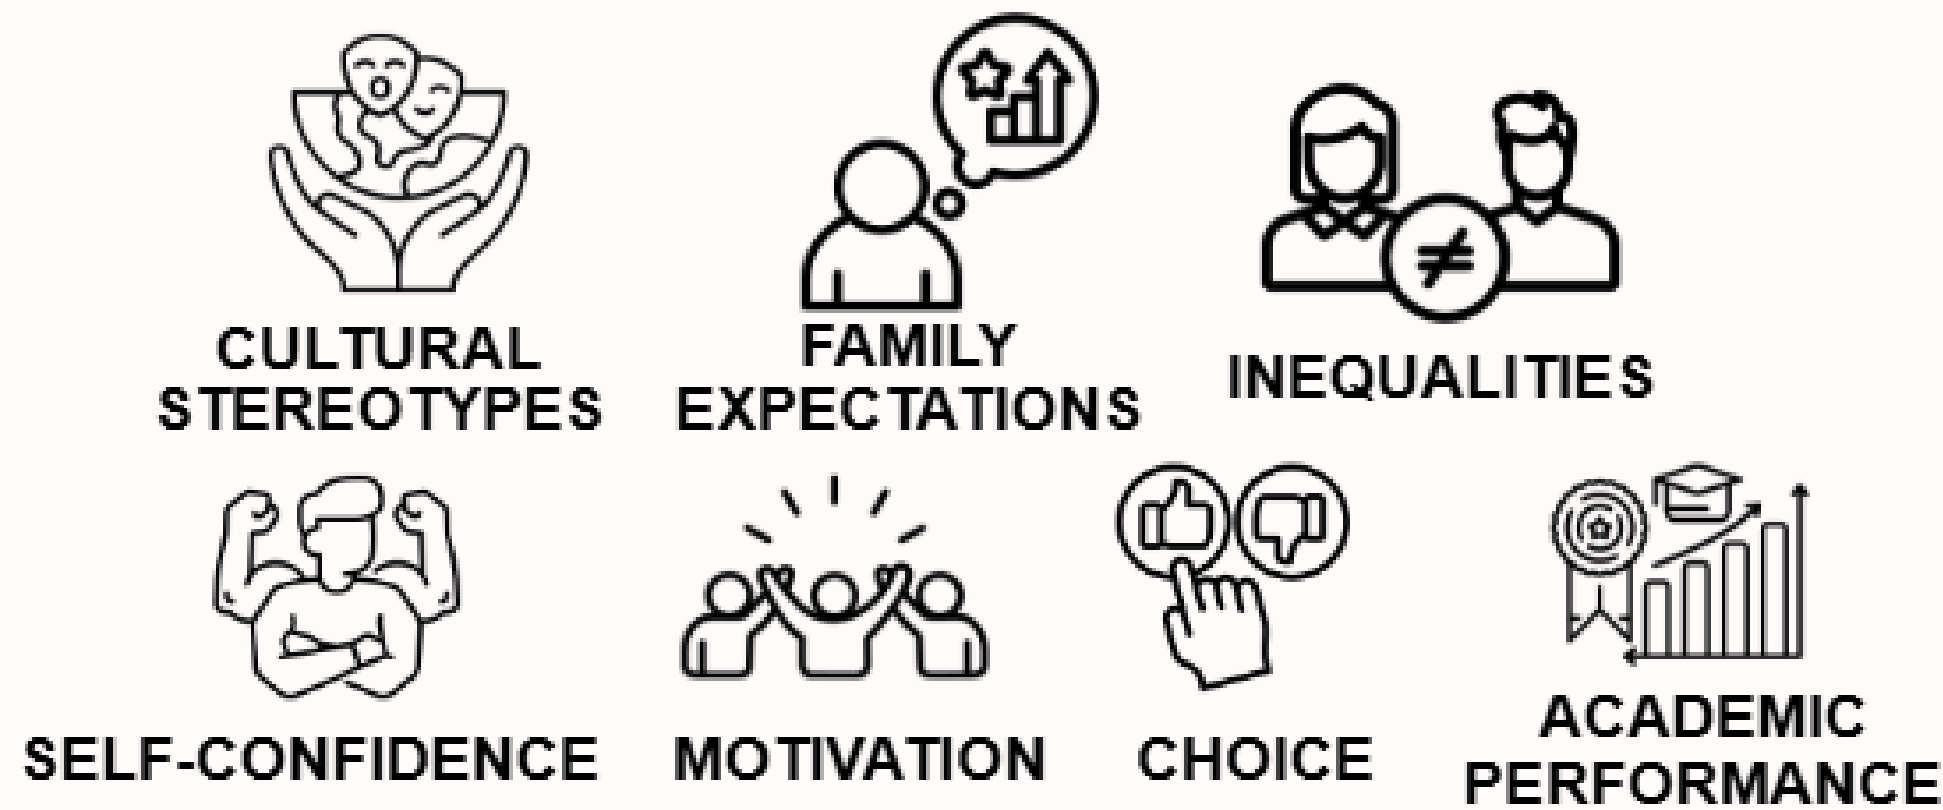 CULTURAL
STEREOTYPES
FAMILY
EXPECTATIONS
INEQUALITIES
SELF-CONFIDENCE
MOTIVATION
CHOICE
ACADEMIC
PERFORMANCE